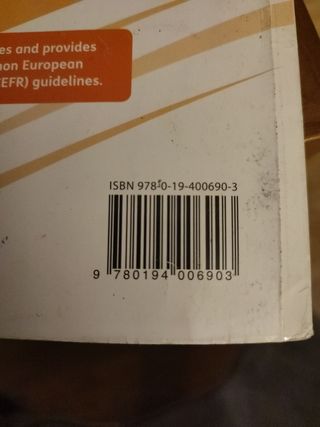 es and provides
non European
EFR) guidelines.
ISBN 978-0-19-400690-3
9 780194 006903